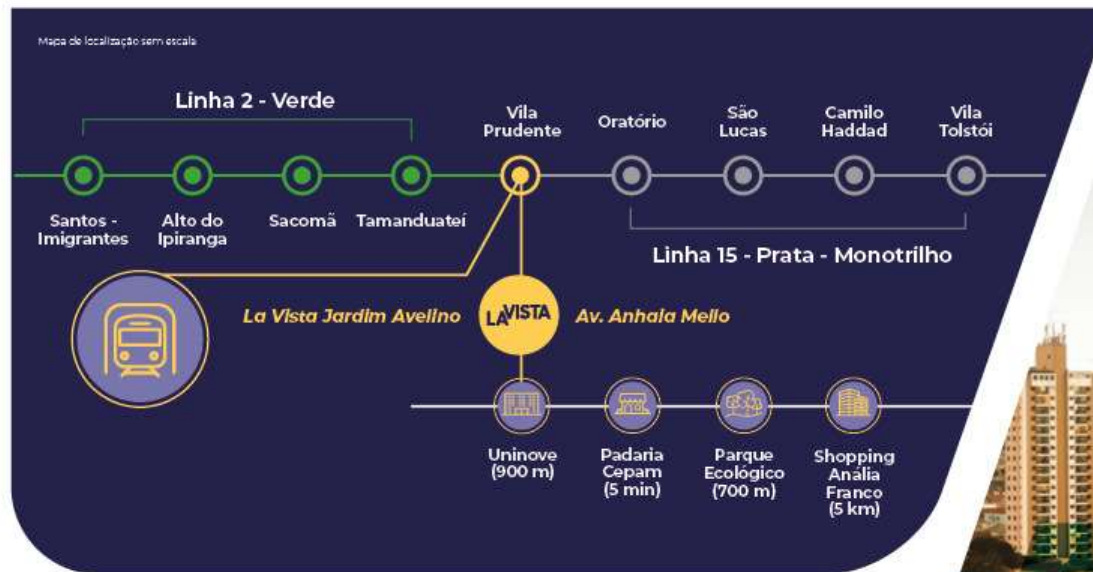 Mapa de localização sem escala
Linha 2 - Verde
Vila
Prudente
Oratório
São
Lucas
Camilo
Haddad
Vila
Tolstói
Santos -
Imigrantes
Alto do
Ipiranga
Sacomã
Tamanduateí
Linha 15 - Prata - Monotrilho
La Vista Jardim Avelino
LA VISTA
Av. Anhaia Mello
Uninove
(900 m)
Padaria
Cepam
(5 min)
Parque
Ecológico
(700 m)
Shopping
Anália
Franco
(5 km)